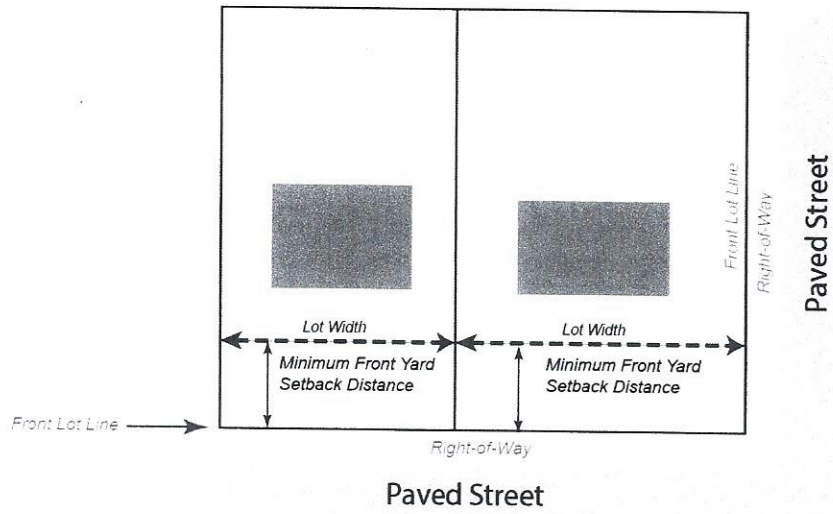 Front Lot Line
Right-of-Way
Paved Street
Lot Width
Lot Width
Minimum Front Yard
Setback Distance
Minimum Front Yard
Setback Distance
Front Lot Line
Right-of-Way
Paved Street